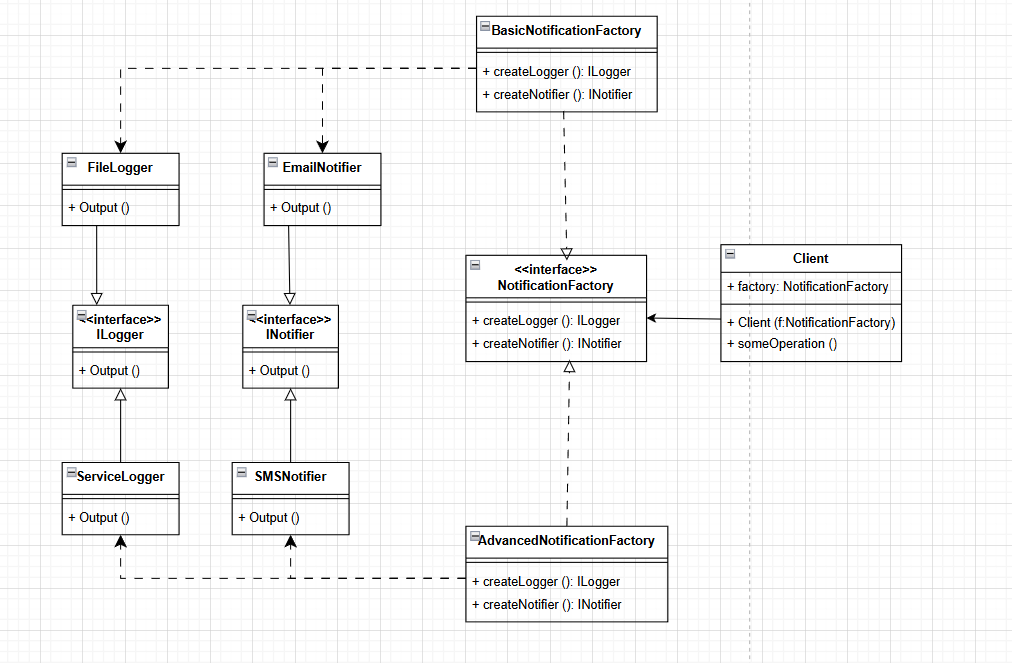 BasicNotificationFactory
+ createLogger (): ILogger
+ createNotifier (): INotifier
FileLogger
+ Output ()
EmailNotifier
+ Output ()
<<interface>>
NotificationFactory
+ createLogger (): ILogger
+ createNotifier (): INotifier
Client
+ factory: NotificationFactory
+ Client (f:NotificationFactory)
+ someOperation ()
<<interface>>
ILogger
+ Output ()
<<interface>>
INotifier
+ Output ()
ServiceLogger
+ Output ()
SMSNotifier
+ Output ()
AdvancedNotificationFactory
+ createLogger (): ILogger
+ createNotifier (): INotifier